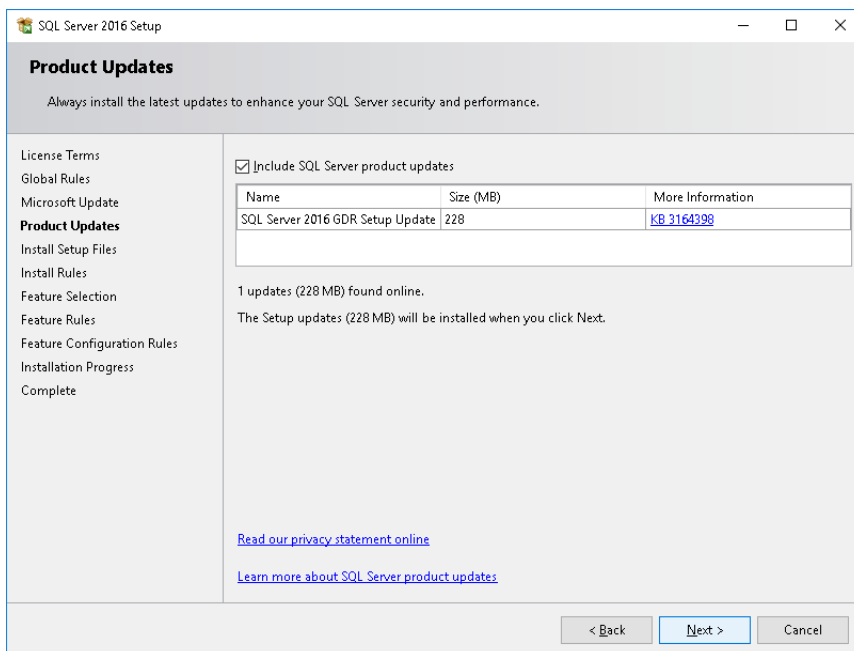 SQL Server 2016 Setup
Product Updates
Always install the latest updates to enhance your SQL Server security and performance.
License Terms
Global Rules
Microsoft Update
Product Updates
Install Setup Files
Install Rules
Feature Selection
Feature Rules
Feature Configuration Rules
Installation Progress
Complete
Include SQL Server product updates
Name Size (MB) More Information
SQL Server 2016 GDR Setup Update 228 KB 3164398
1 updates (228 MB) found online.
The Setup updates (228 MB) will be installed when you click Next.
Read our privacy statement online
Learn more about SQL Server product updates
< Back Next > Cancel